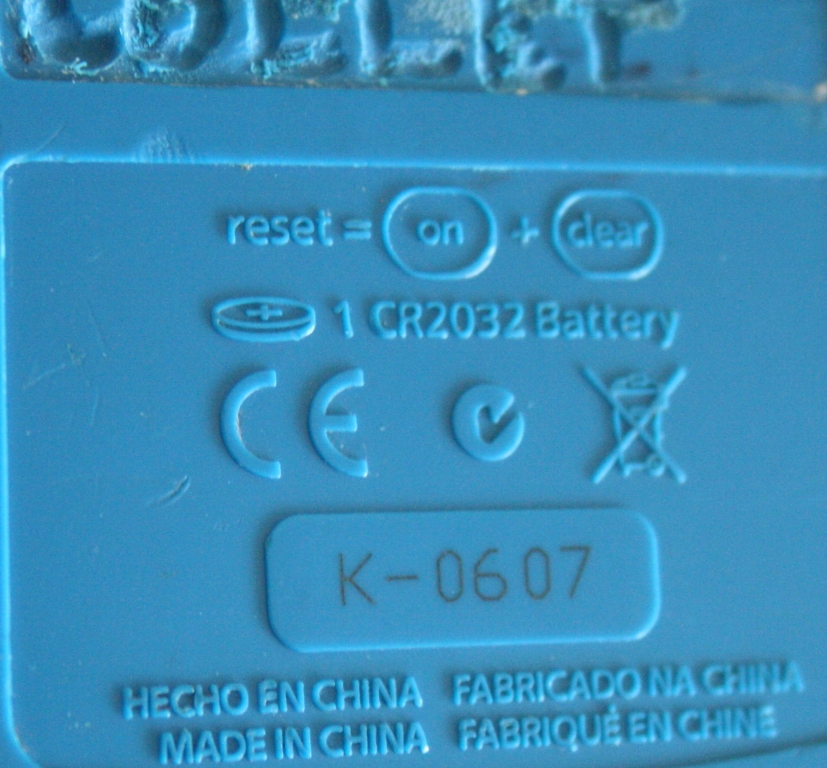 reset = on + clear
1 CR2032 Battery
CE
K-0607
HECHO EN CHINA FABRICADO NA CHINA
MADE IN CHINA FABRIQUÉ EN CHINE